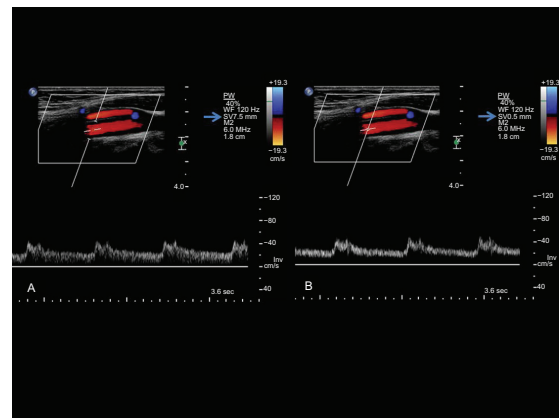 PW
40%
WF 120 Hz
SV7.5 mm
M2
6.0 MHz
1.8 cm
+19.3
−19.3
cm/s
x
4.0
−120
−80
−40
Inv
cm/s
−40
A
3.6 sec
PW
40%
WF 120 Hz
SV0.5 mm
M2
6.0 MHz
1.8 cm
+19.3
−19.3
cm/s
x
4.0
−120
−80
−40
Inv
cm/s
−40
B
3.6 sec